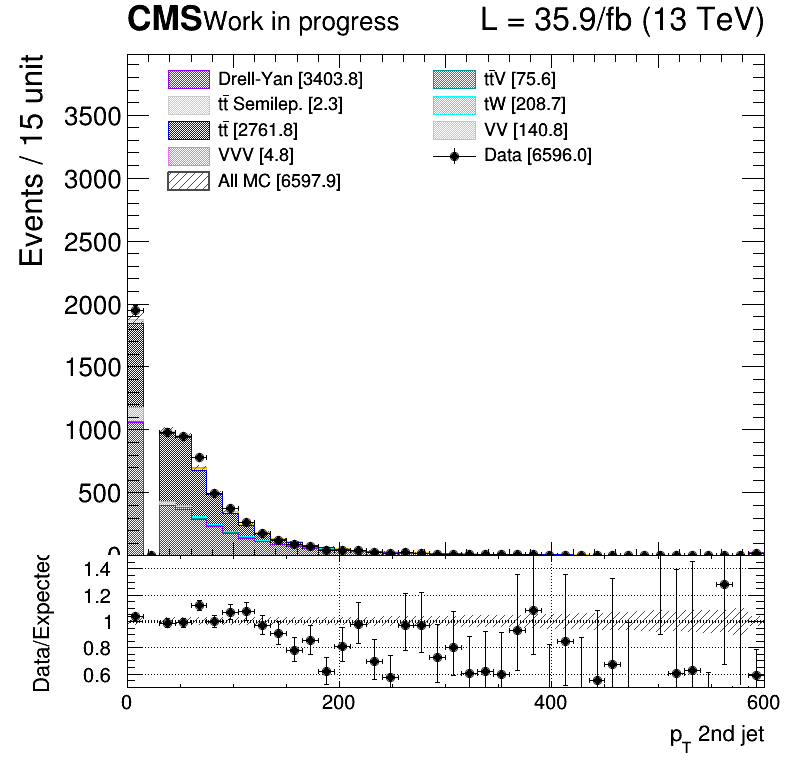 CMS Work in progress L = 35.9/fb (13 TeV)
Events / 15 unit
Drell-Yan [3403.8]
tt̄ Semilep. [2.3]
tt̄ [2761.8]
VVV [4.8]
All MC [6597.9]
tt̄V [75.6]
tW [208.7]
VV [140.8]
Data [6596.0]
3500
3000
2500
2000
1500
1000
500
0
Data/Expected
1.4
1.2
1
0.8
0.6
0 200 400 600
p_T 2nd jet